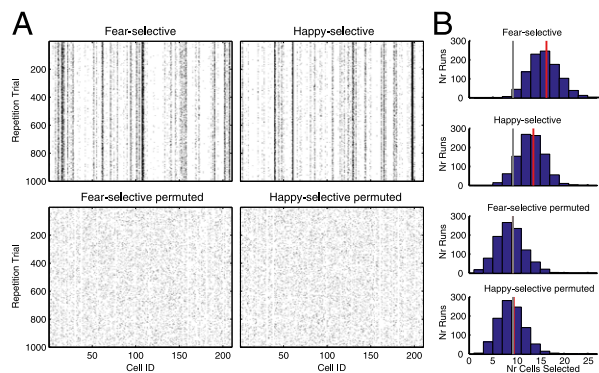 A
B
Fear-selective
Happy-selective
Repetition Trial
200
400
600
800
1000
Fear-selective permuted
Happy-selective permuted
Repetition Trial
200
400
600
800
1000
50
100
150
200
Cell ID
50
100
150
200
Cell ID
Fear-selective
Nr Runs
300
200
100
0
Happy-selective
Nr Runs
300
200
100
0
Fear-selective permuted
Nr Runs
300
200
100
0
Happy-selective permuted
Nr Runs
300
200
100
0
0
5
10
15
20
25
Nr Cells Selected